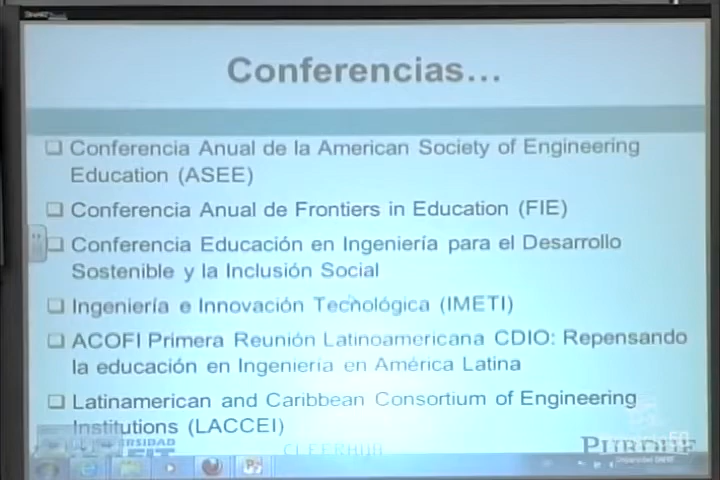 Conferencias...
Conferencia Anual de la American Society of Engineering
Education (ASEE)
Conferencia Anual de Frontiers in Education (FIE)
Conferencia Educación en Ingeniería para el Desarrollo
Sostenible y la Inclusión Social
Ingeniería e Innovación Tecnológica (IMETI)
ACOFI Primera Reunión Latinoamericana CDIO: Repensando
la educación en Ingeniería en América Latina
Latinamerican and Caribbean Consortium of Engineering
Institutions (LACCEI)
CLEERHUB
PURDUE